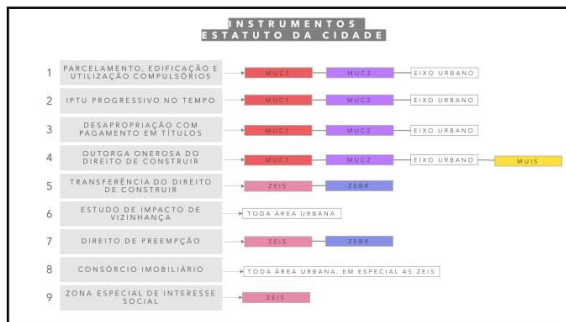 INSTRUMENTOS
ESTATUTO DA CIDADE
1 PARCELAMENTO, EDIFICAÇÃO E UTILIZAÇÃO COMPULSÓRIOS MUC1 MUC2 EIXO URBANO
2 IPTU PROGRESSIVO NO TEMPO MUC1 MUC2 EIXO URBANO
3 DESAPROPRIAÇÃO COM PAGAMENTO EM TÍTULOS MUC1 MUC2 EIXO URBANO
4 OUTORGA ONEROSA DO DIREITO DE CONSTRUIR MUC1 MUC2 EIXO URBANO MUIS
5 TRANSFERÊNCIA DO DIREITO DE CONSTRUIR ZEIS ZEBR
6 ESTUDO DE IMPACTO DE VIZINHANÇA TODA ÁREA URBANA
7 DIREITO DE PREEMPÇÃO ZEIS ZEBR
8 CONSÓRCIO IMOBILIÁRIO TODA ÁREA URBANA, EM ESPECIAL AS ZEIS
9 ZONA ESPECIAL DE INTERESSE SOCIAL ZEIS